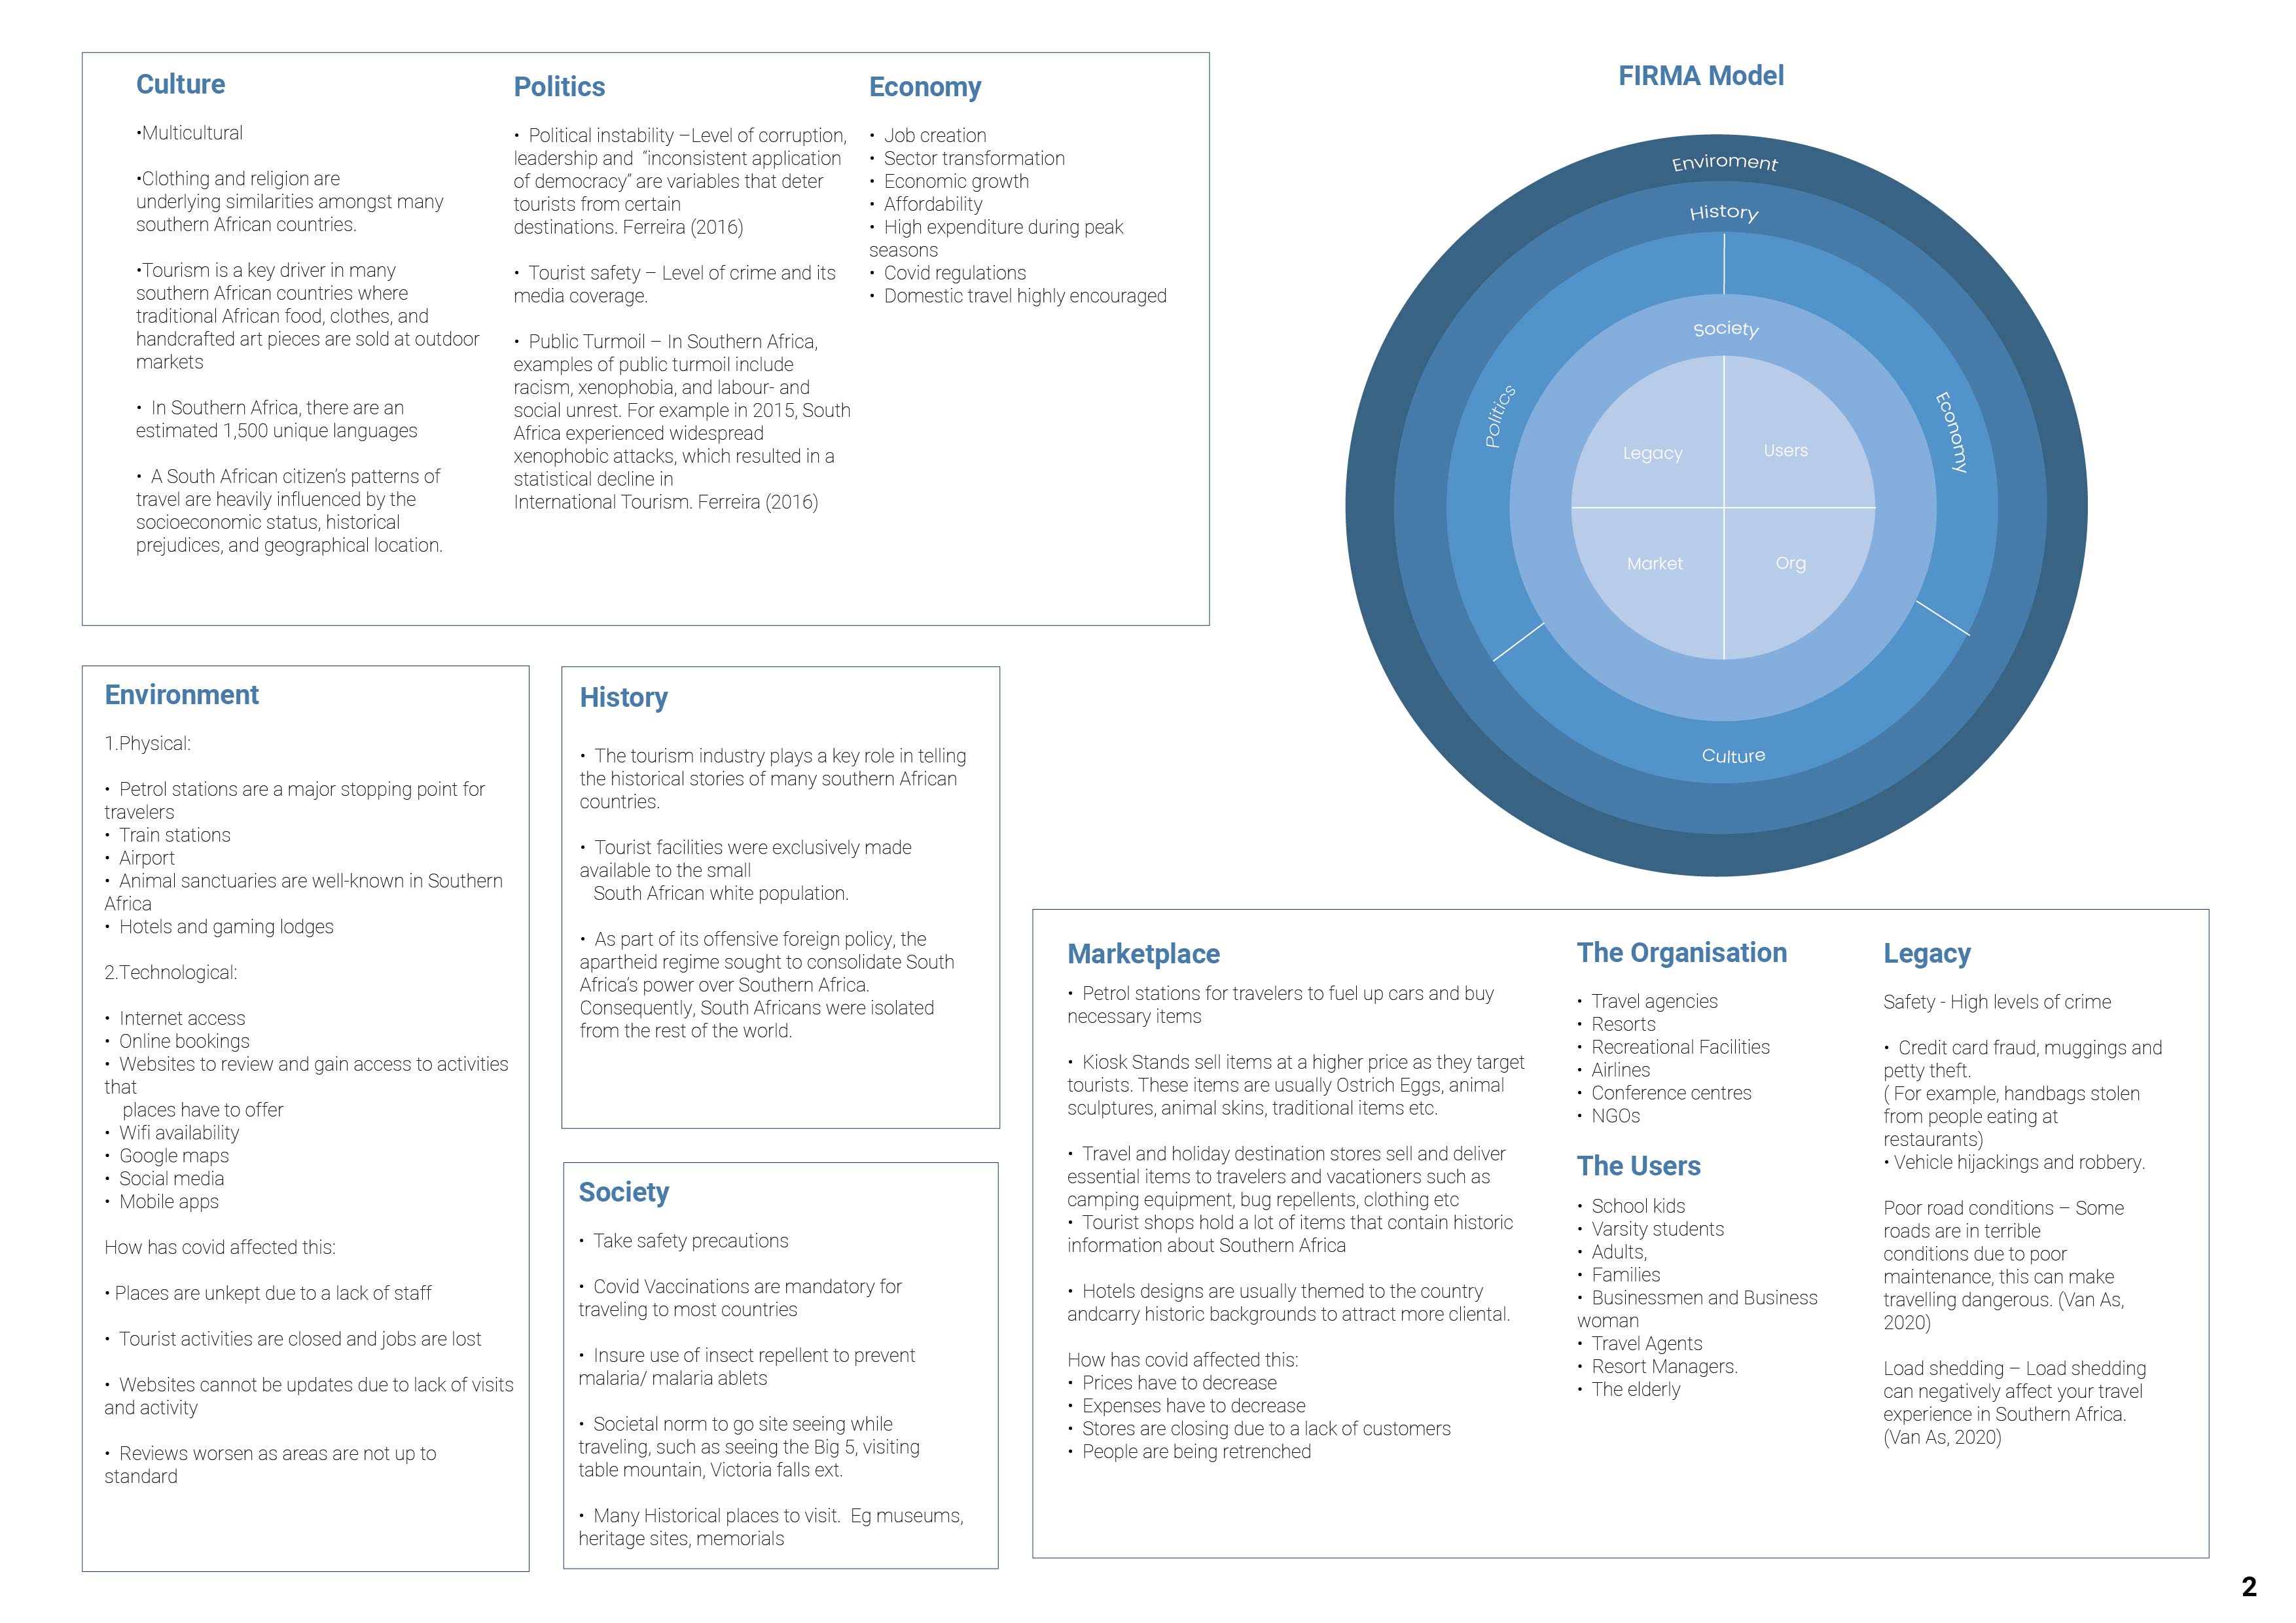 Culture
•Multicultural
•Clothing and religion are
underlying similarities amongst many
southern African countries.
•Tourism is a key driver in many
southern African countries where
traditional African food, clothes, and
handcrafted art pieces are sold at outdoor
markets
• In Southern Africa, there are an
estimated 1,500 unique languages
• A South African citizen's patterns of
travel are heavily influenced by the
socioeconomic status, historical
prejudices, and geographical location.
Politics
• Political instability –Level of corruption,
leadership and "inconsistent application
of democracy" are variables that deter
tourists from certain
destinations. Ferreira (2016)
• Tourist safety – Level of crime and its
media coverage.
• Public Turmoil – In Southern Africa,
examples of public turmoil include
racism, xenophobia, and labour- and
social unrest. For example in 2015, South
Africa experienced widespread
xenophobic attacks, which resulted in a
statistical decline in
International Tourism. Ferreira (2016)
Economy
• Job creation
• Sector transformation
• Economic growth
• Affordability
• High expenditure during peak
seasons
• Covid regulations
• Domestic travel highly encouraged
FIRMA Model
Enviroment
History
Society
Politics
Economy
Legacy
Users
Market
Org
Culture
Environment
1.Physical:
• Petrol stations are a major stopping point for
travelers
• Train stations
• Airport
• Animal sanctuaries are well-known in Southern
Africa
• Hotels and gaming lodges
2.Technological:
• Internet access
• Online bookings
• Websites to review and gain access to activities
that
places have to offer
• Wifi availability
• Google maps
• Social media
• Mobile apps
How has covid affected this:
• Places are unkept due to a lack of staff
• Tourist activities are closed and jobs are lost
• Websites cannot be updates due to lack of visits
and activity
• Reviews worsen as areas are not up to
standard
History
• The tourism industry plays a key role in telling
the historical stories of many southern African
countries.
• Tourist facilities were exclusively made
available to the small
South African white population.
• As part of its offensive foreign policy, the
apartheid regime sought to consolidate South
Africa's power over Southern Africa.
Consequently, South Africans were isolated
from the rest of the world.
Society
• Take safety precautions
• Covid Vaccinations are mandatory for
traveling to most countries
• Insure use of insect repellent to prevent
malaria/ malaria ablets
• Societal norm to go site seeing while
traveling, such as seeing the Big 5, visiting
table mountain, Victoria falls ext.
• Many Historical places to visit. Eg museums,
heritage sites, memorials
Marketplace
• Petrol stations for travelers to fuel up cars and buy
necessary items
• Kiosk Stands sell items at a higher price as they target
tourists. These items are usually Ostrich Eggs, animal
sculptures, animal skins, traditional items etc.
• Travel and holiday destination stores sell and deliver
essential items to travelers and vacationers such as
camping equipment, bug repellents, clothing etc
• Tourist shops hold a lot of items that contain historic
information about Southern Africa
• Hotels designs are usually themed to the country
andcarry historic backgrounds to attract more cliental.
How has covid affected this:
• Prices have to decrease
• Expenses have to decrease
• Stores are closing due to a lack of customers
• People are being retrenched
The Organisation
• Travel agencies
• Resorts
• Recreational Facilities
• Airlines
• Conference centres
• NGOs
The Users
• School kids
• Varsity students
• Adults,
• Families
• Businessmen and Business
woman
• Travel Agents
• Resort Managers.
• The elderly
Legacy
Safety - High levels of crime
• Credit card fraud, muggings and
petty theft.
( For example, handbags stolen
from people eating at
restaurants)
• Vehicle hijackings and robbery.
Poor road conditions – Some
roads are in terrible
conditions due to poor
maintenance, this can make
travelling dangerous. (Van As,
2020)
Load shedding – Load shedding
can negatively affect your travel
experience in Southern Africa.
(Van As, 2020)
2